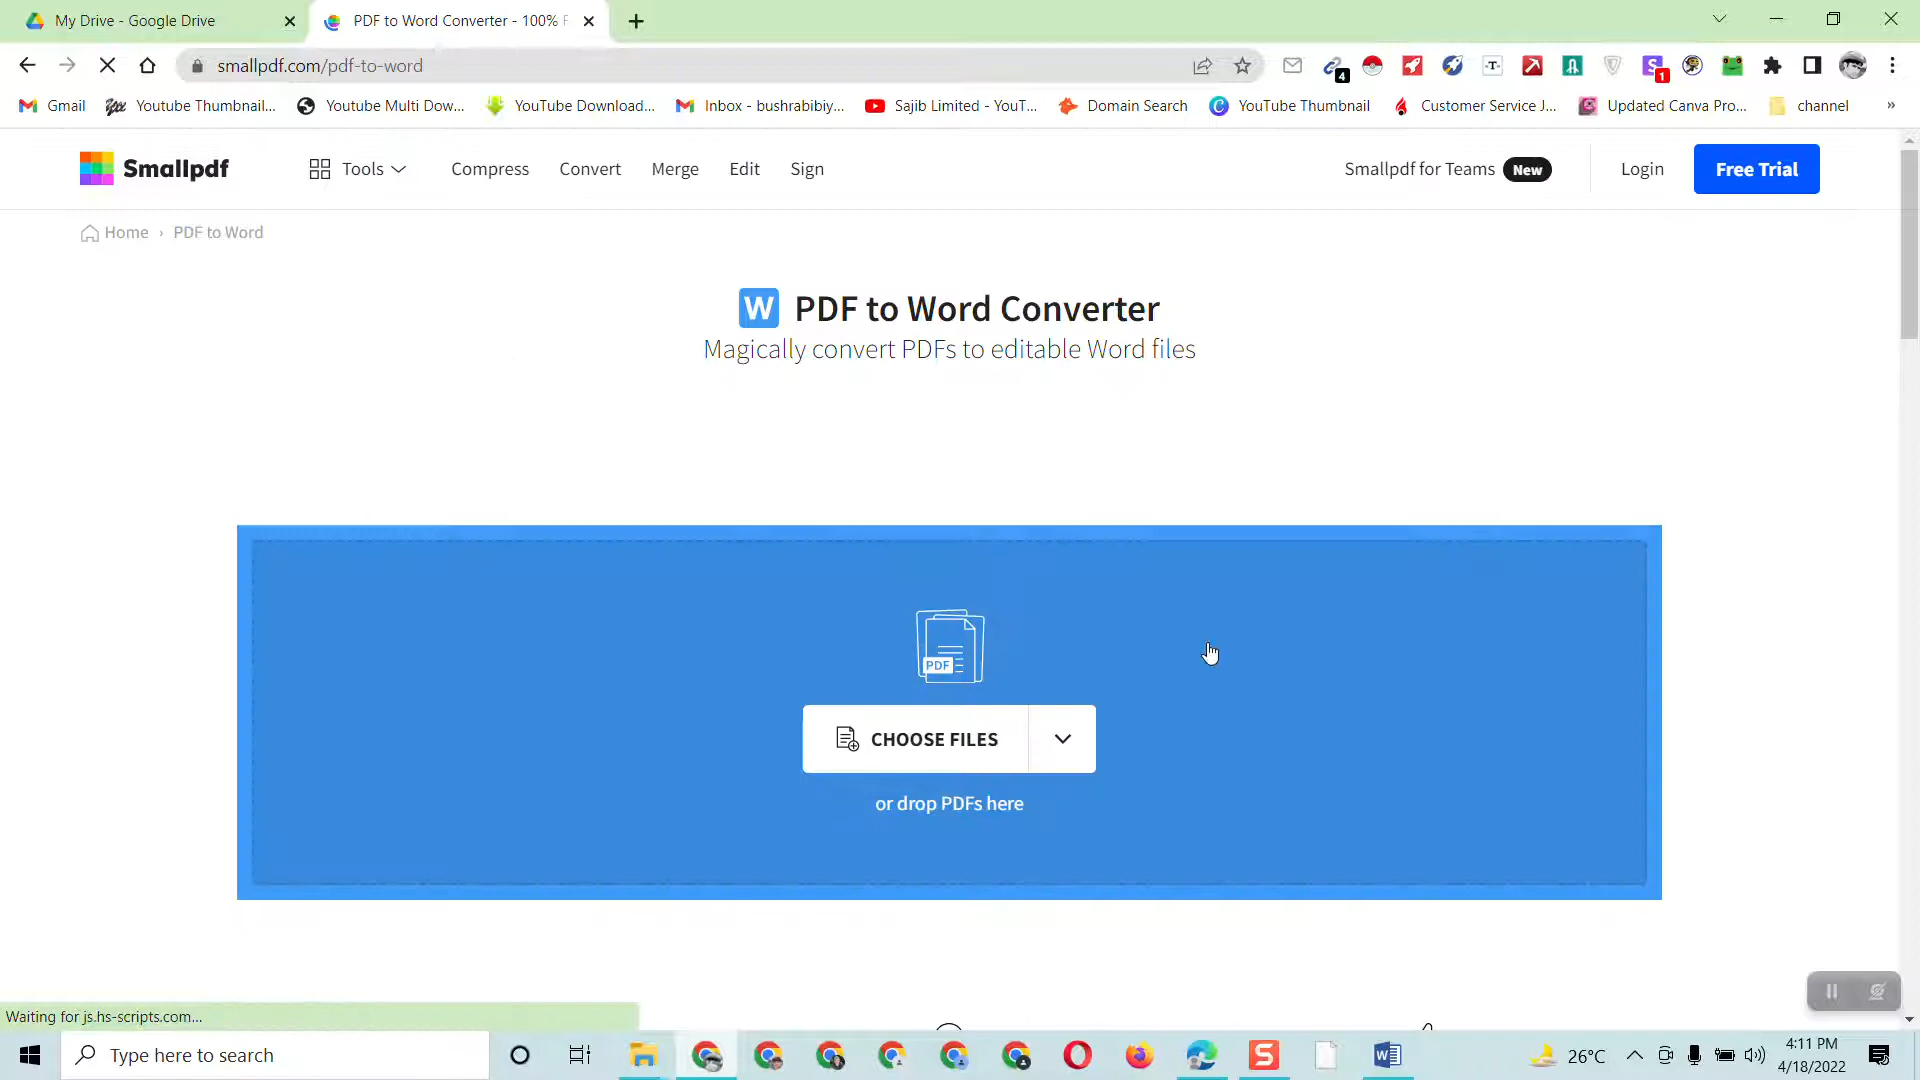 My Drive - Google Drive
PDF to Word Converter - 100% F
smallpdf.com/pdf-to-word
4
T
S
1
Gmail
Youtube Thumbnail...
Youtube Multi Dow...
YouTube Download...
Inbox - bushrabibiy...
Sajib Limited - YouT...
Domain Search
YouTube Thumbnail
Customer Service J...
Updated Canva Pro...
channel
»
Smallpdf
Tools
Compress
Convert
Merge
Edit
Sign
Smallpdf for Teams New
Login
Free Trial
Home › PDF to Word
W PDF to Word Converter
Magically convert PDFs to editable Word files
PDF
CHOOSE FILES
or drop PDFs here
Waiting for js.hs-scripts.com...
Type here to search
S
W
26°C
4:11 PM
4/18/2022